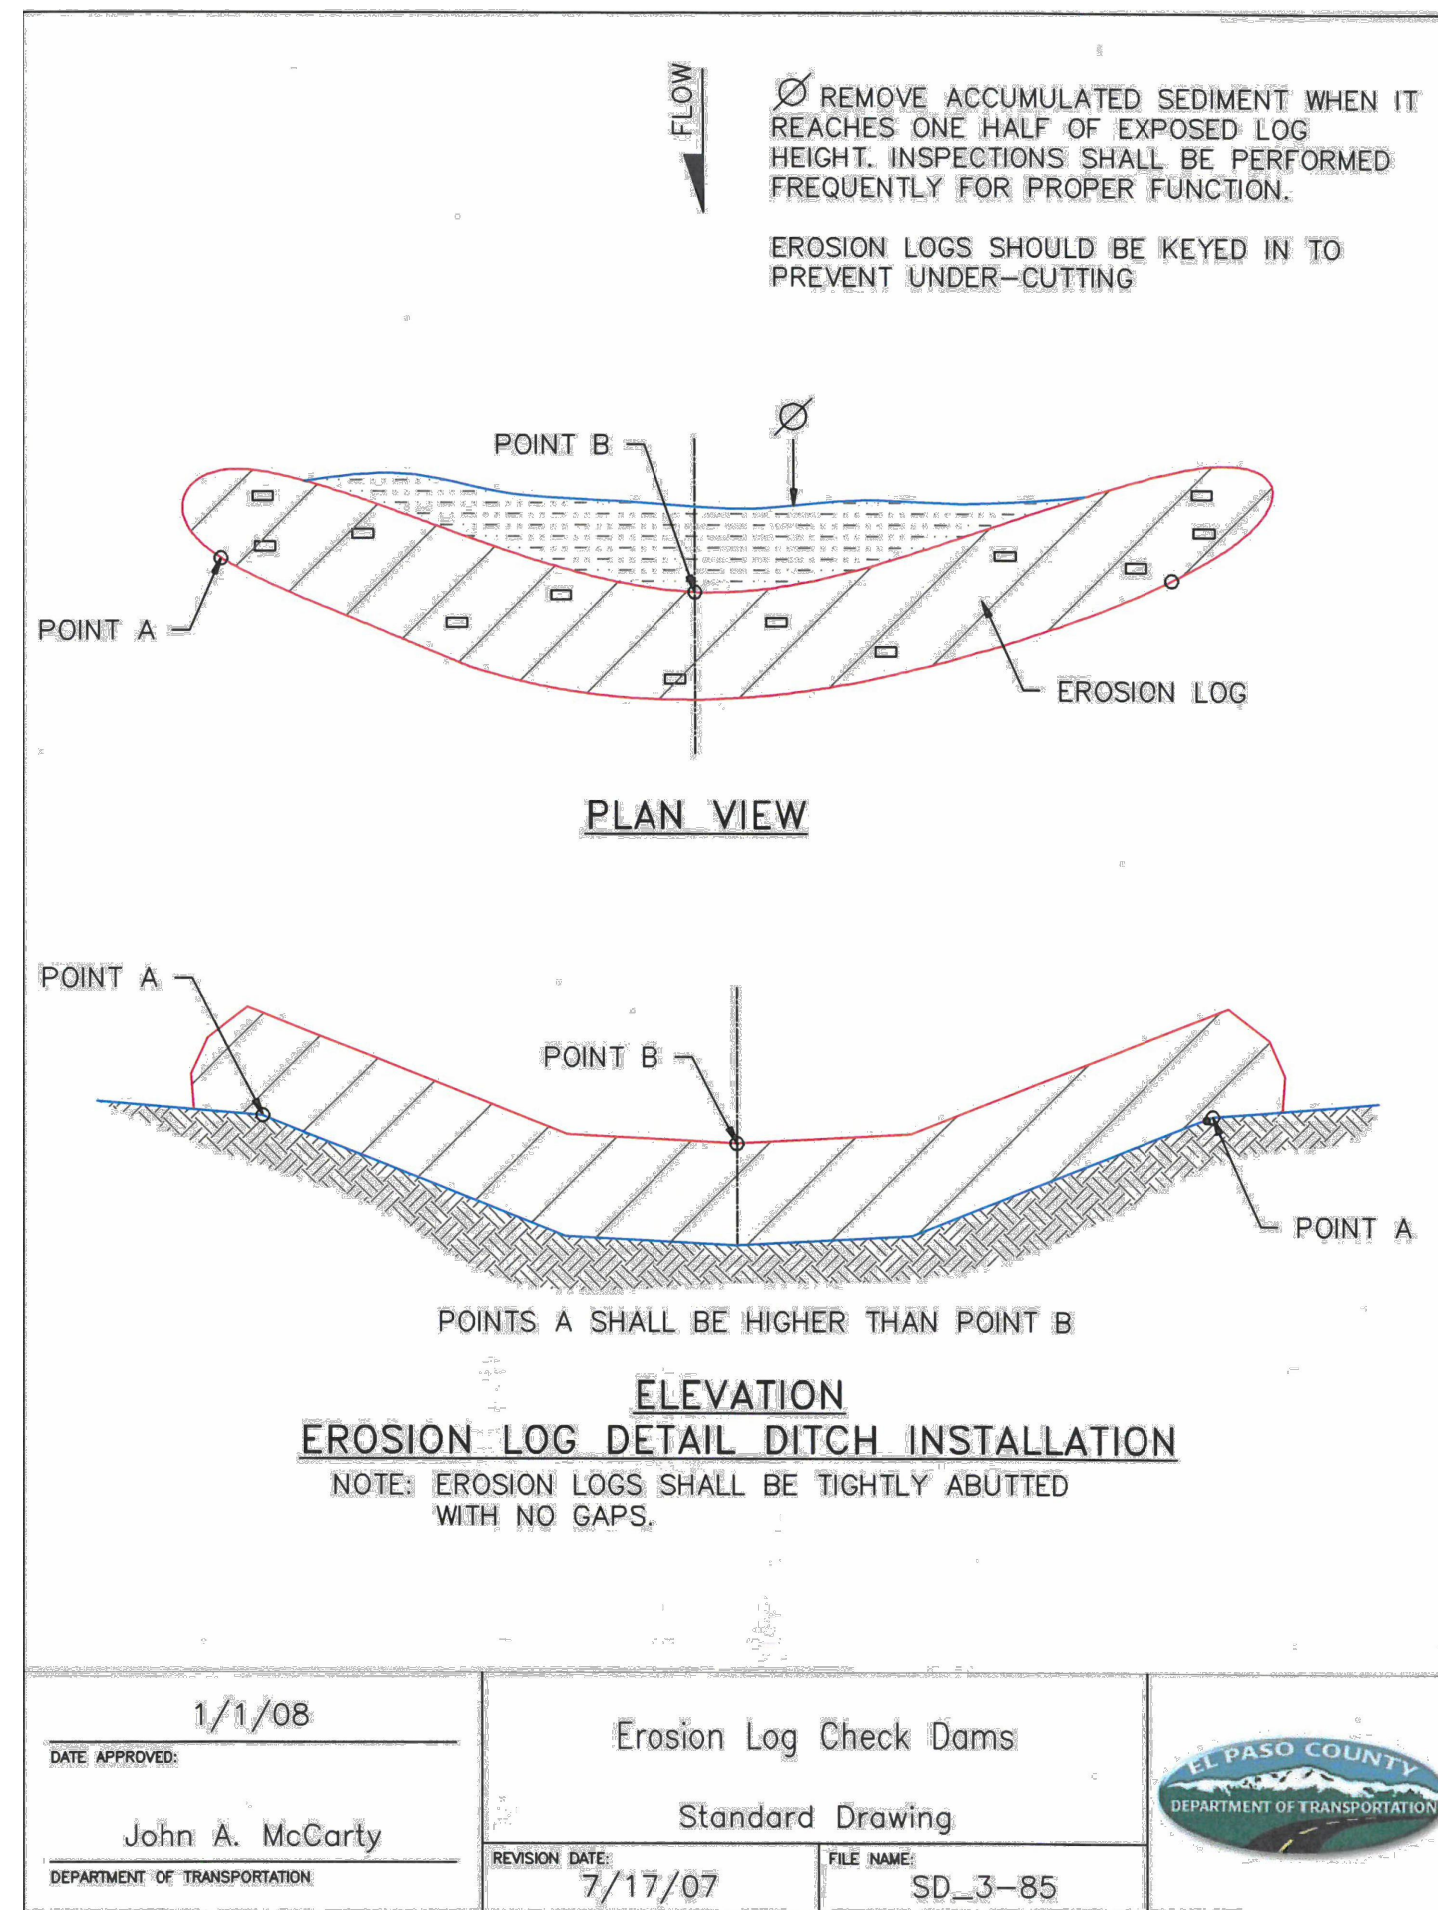 FLOW
Ø REMOVE ACCUMULATED SEDIMENT WHEN IT
REACHES ONE HALF OF EXPOSED LOG
HEIGHT. INSPECTIONS SHALL BE PERFORMED
FREQUENTLY FOR PROPER FUNCTION.
EROSION LOGS SHOULD BE KEYED IN TO
PREVENT UNDER-CUTTING
Ø
POINT B
POINT A
EROSION LOG
PLAN VIEW
POINT A
POINT B
POINT A
POINTS A SHALL BE HIGHER THAN POINT B
ELEVATION
EROSION LOG DETAIL DITCH INSTALLATION
NOTE: EROSION LOGS SHALL BE TIGHTLY ABUTTED
WITH NO GAPS.
1/1/08
DATE APPROVED:
John A. McCarty
DEPARTMENT OF TRANSPORTATION
Erosion Log Check Dams
Standard Drawing
REVISION DATE:
7/17/07
FILE NAME:
SD_3-85
EL PASO COUNTY
DEPARTMENT OF TRANSPORTATION